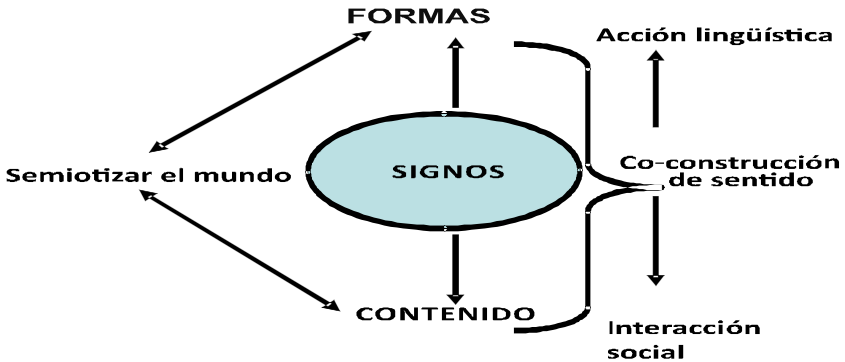 FORMAS
Acción lingüística
Semiotizar el mundo
SIGNOS
Co-construcción
de sentido
CONTENIDO
Interacción
social